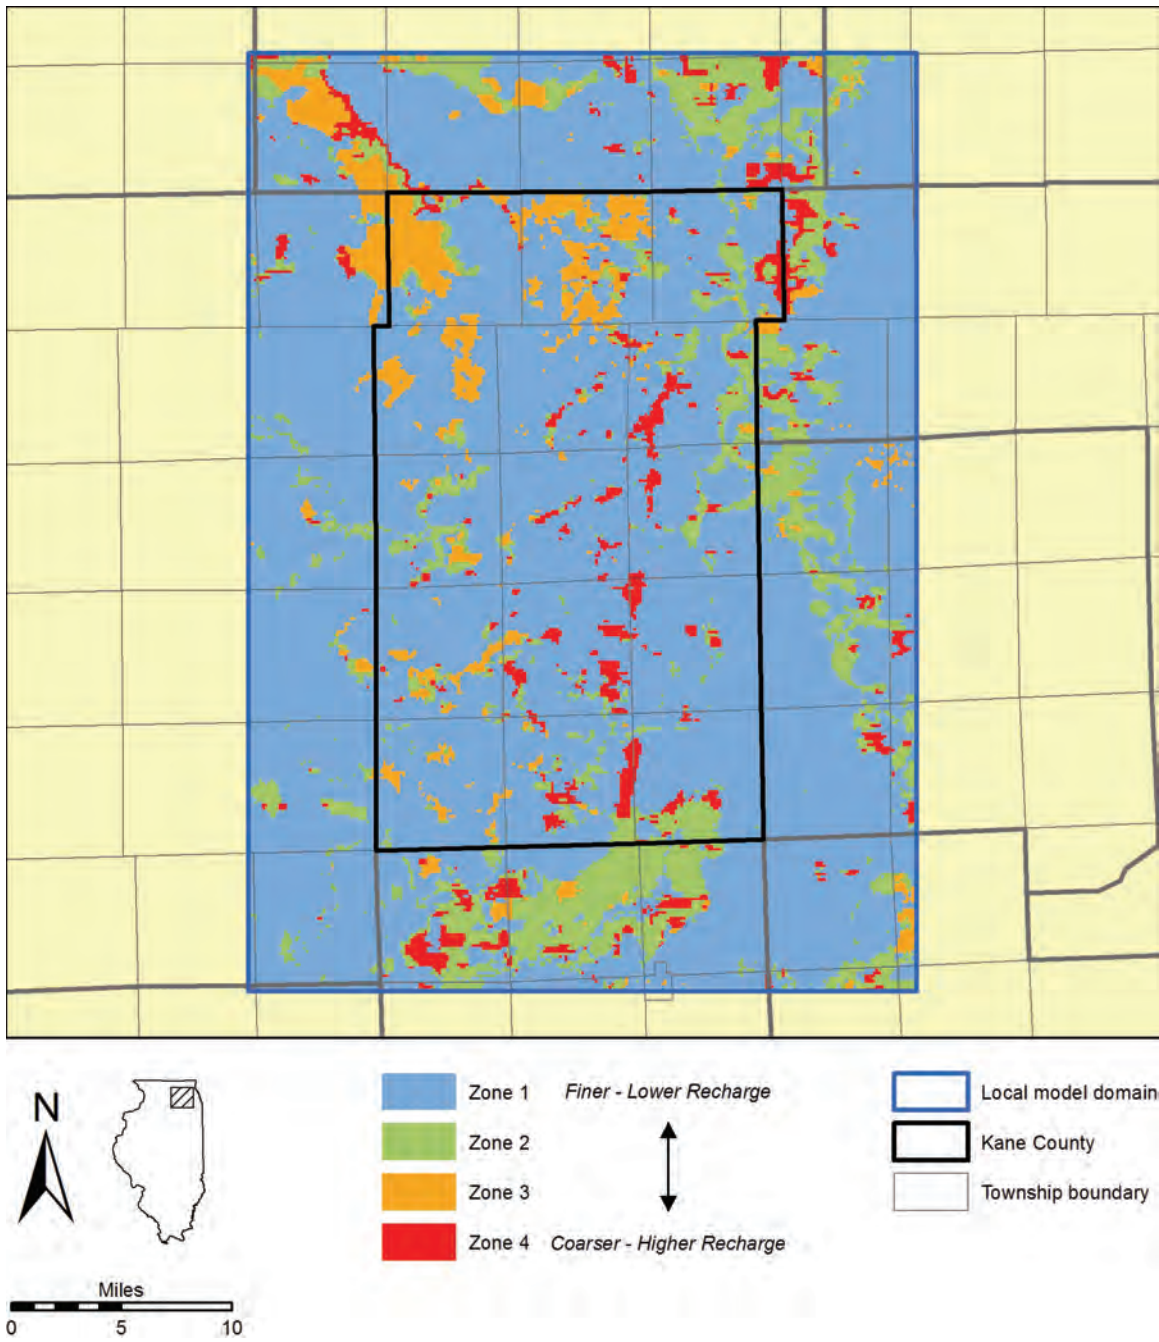 N
Miles
0 5 10
Zone 1 Finer - Lower Recharge
Zone 2
Zone 3
Zone 4 Coarser - Higher Recharge
Local model domain
Kane County
Township boundary